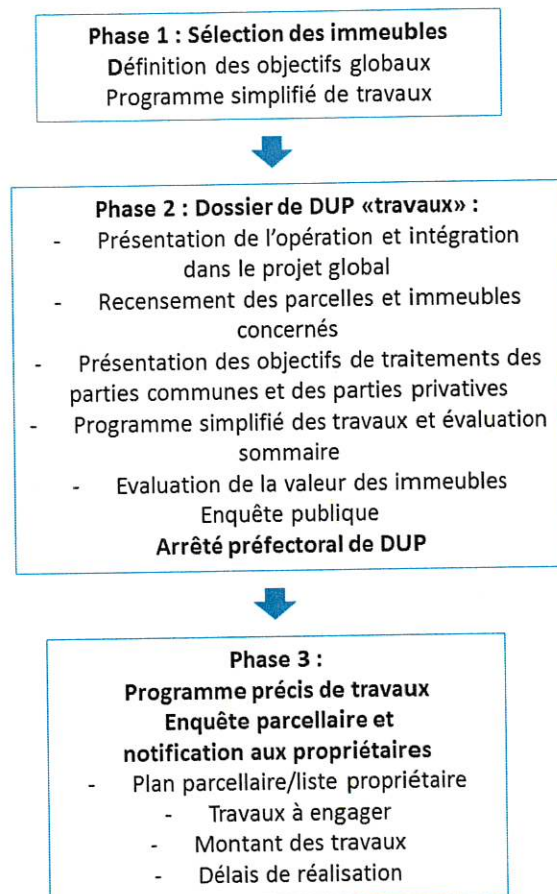 Phase 1 : Sélection des immeubles
Définition des objectifs globaux
Programme simplifié de travaux
Phase 2 : Dossier de DUP «travaux» :
- Présentation de l'opération et intégration
dans le projet global
- Recensement des parcelles et immeubles
concernés
- Présentation des objectifs de traitements des
parties communes et des parties privatives
- Programme simplifié des travaux et évaluation
sommaire
- Evaluation de la valeur des immeubles
Enquête publique
Arrêté préfectoral de DUP
Phase 3 :
Programme précis de travaux
Enquête parcellaire et
notification aux propriétaires
- Plan parcellaire/liste propriétaire
- Travaux à engager
- Montant des travaux
- Délais de réalisation